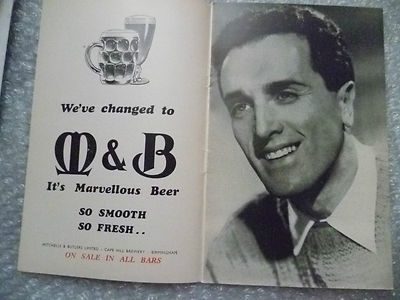 We've changed to
M & B
It's Marvellous Beer
SO SMOOTH
SO FRESH . .
MITCHELLS & BUTLERS LIMITED - CAPE HILL BREWERY - BIRMINGHAM
ON SALE IN ALL BARS